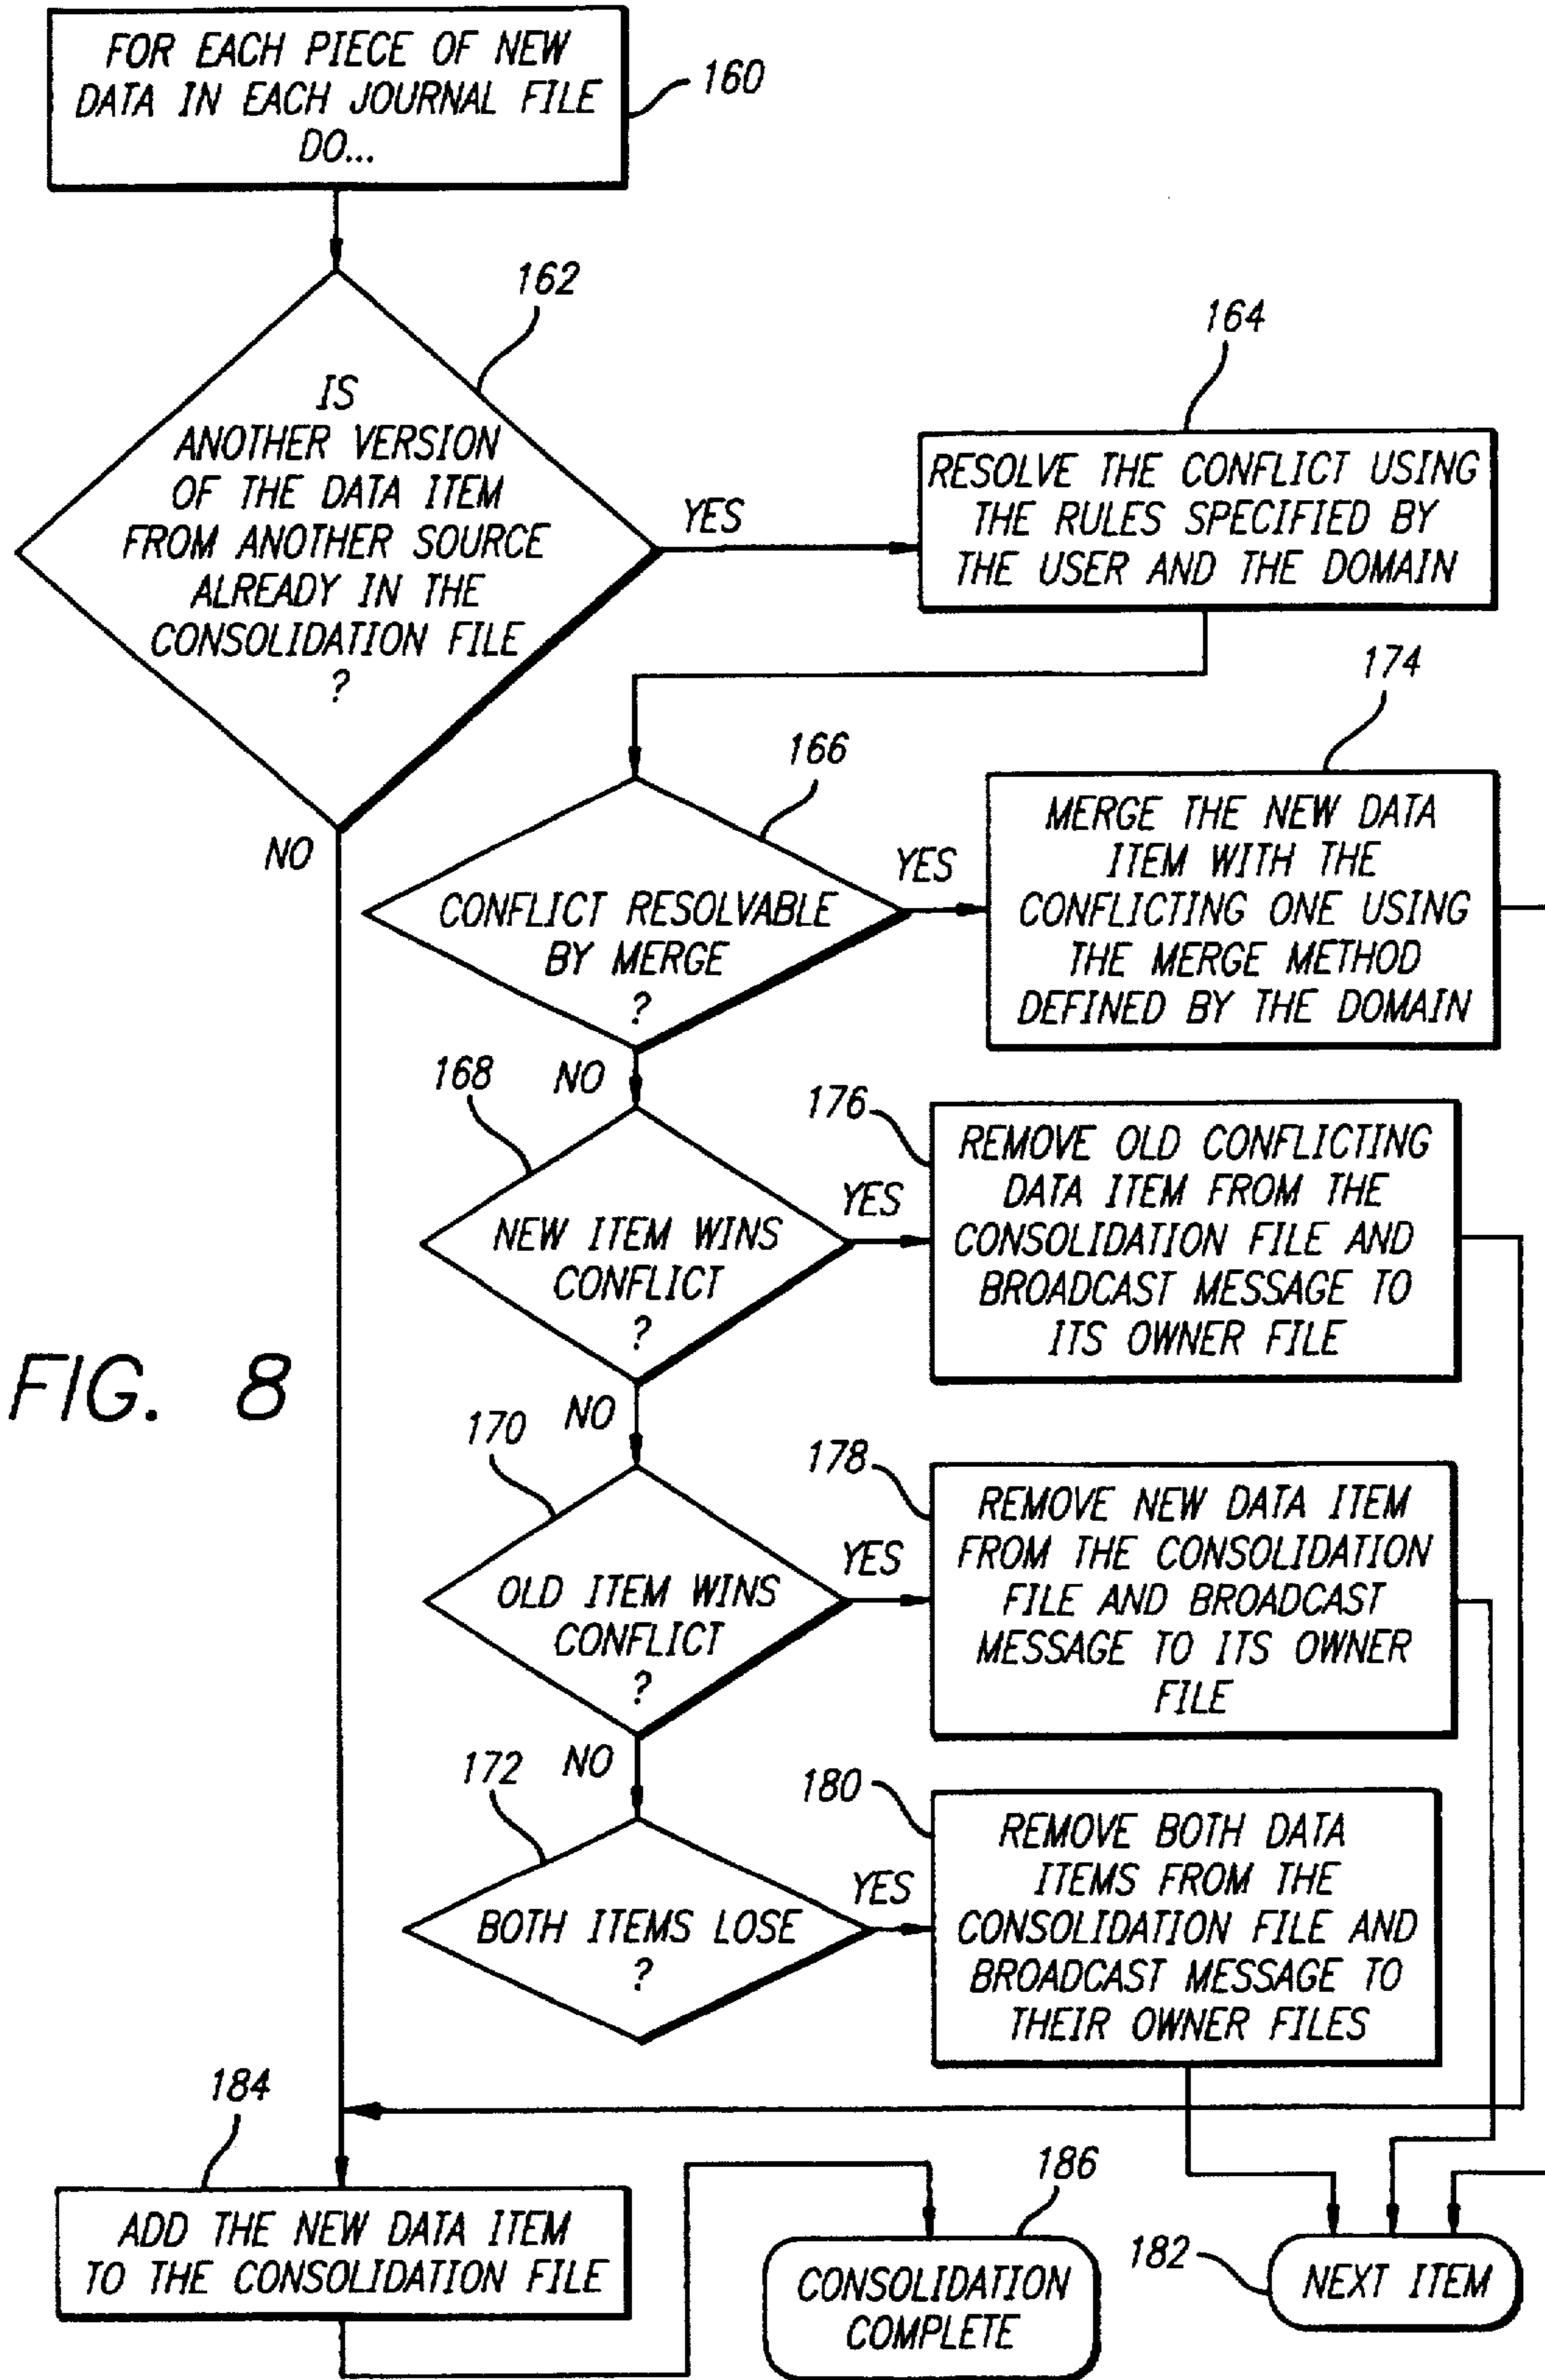 FOR EACH PIECE OF NEW
DATA IN EACH JOURNAL FILE
DO...
160
162
IS
ANOTHER VERSION
OF THE DATA ITEM
FROM ANOTHER SOURCE
ALREADY IN THE
CONSOLIDATION FILE
?
YES
NO
164
RESOLVE THE CONFLICT USING
THE RULES SPECIFIED BY
THE USER AND THE DOMAIN
166
CONFLICT RESOLVABLE
BY MERGE
?
YES
NO
174
MERGE THE NEW DATA
ITEM WITH THE
CONFLICTING ONE USING
THE MERGE METHOD
DEFINED BY THE DOMAIN
168
NEW ITEM WINS
CONFLICT
?
YES
NO
176
REMOVE OLD CONFLICTING
DATA ITEM FROM THE
CONSOLIDATION FILE AND
BROADCAST MESSAGE TO
ITS OWNER FILE
FIG. 8
170
OLD ITEM WINS
CONFLICT
?
YES
NO
178
REMOVE NEW DATA ITEM
FROM THE CONSOLIDATION
FILE AND BROADCAST
MESSAGE TO ITS OWNER
FILE
172
BOTH ITEMS LOSE
?
YES
180
REMOVE BOTH DATA
ITEMS FROM THE
CONSOLIDATION FILE AND
BROADCAST MESSAGE TO
THEIR OWNER FILES
184
ADD THE NEW DATA ITEM
TO THE CONSOLIDATION FILE
186
CONSOLIDATION
COMPLETE
182
NEXT ITEM